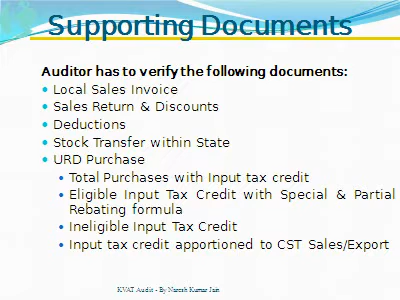 Supporting Documents
Auditor has to verify the following documents:
Local Sales Invoice
Sales Return & Discounts
Deductions
Stock Transfer within State
URD Purchase
Total Purchases with Input tax credit
Eligible Input Tax Credit with Special & Partial
Rebating formula
Ineligible Input Tax Credit
Input tax credit apportioned to CST Sales/Export
KVAT Audit - By Naresh Kumar Jain